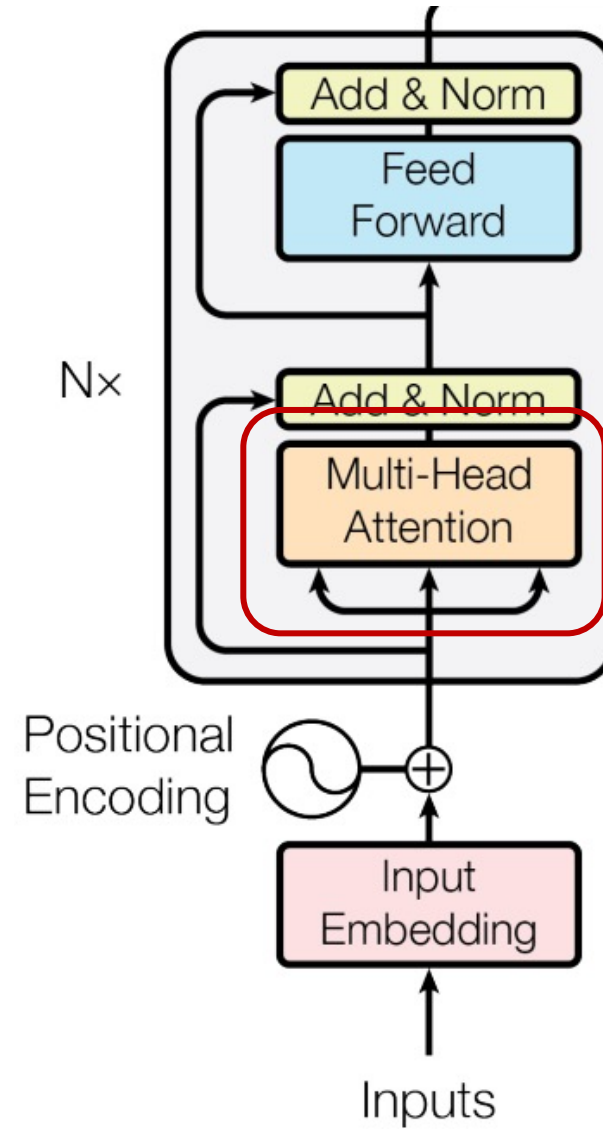 Add & Norm
Feed
Forward
N×
Add & Norm
Multi-Head
Attention
Positional
Encoding
Input
Embedding
Inputs